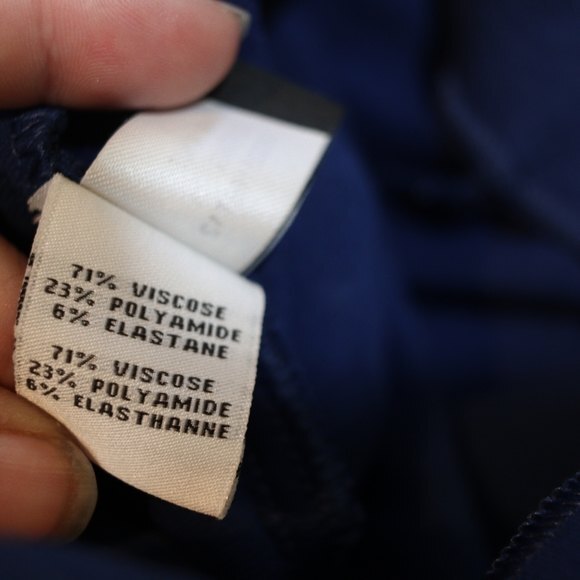 71% VISCOSE
23% POLYAMIDE
6% ELASTANE
71% VISCOSE
23% POLYAMIDE
6% ELASTHANNE